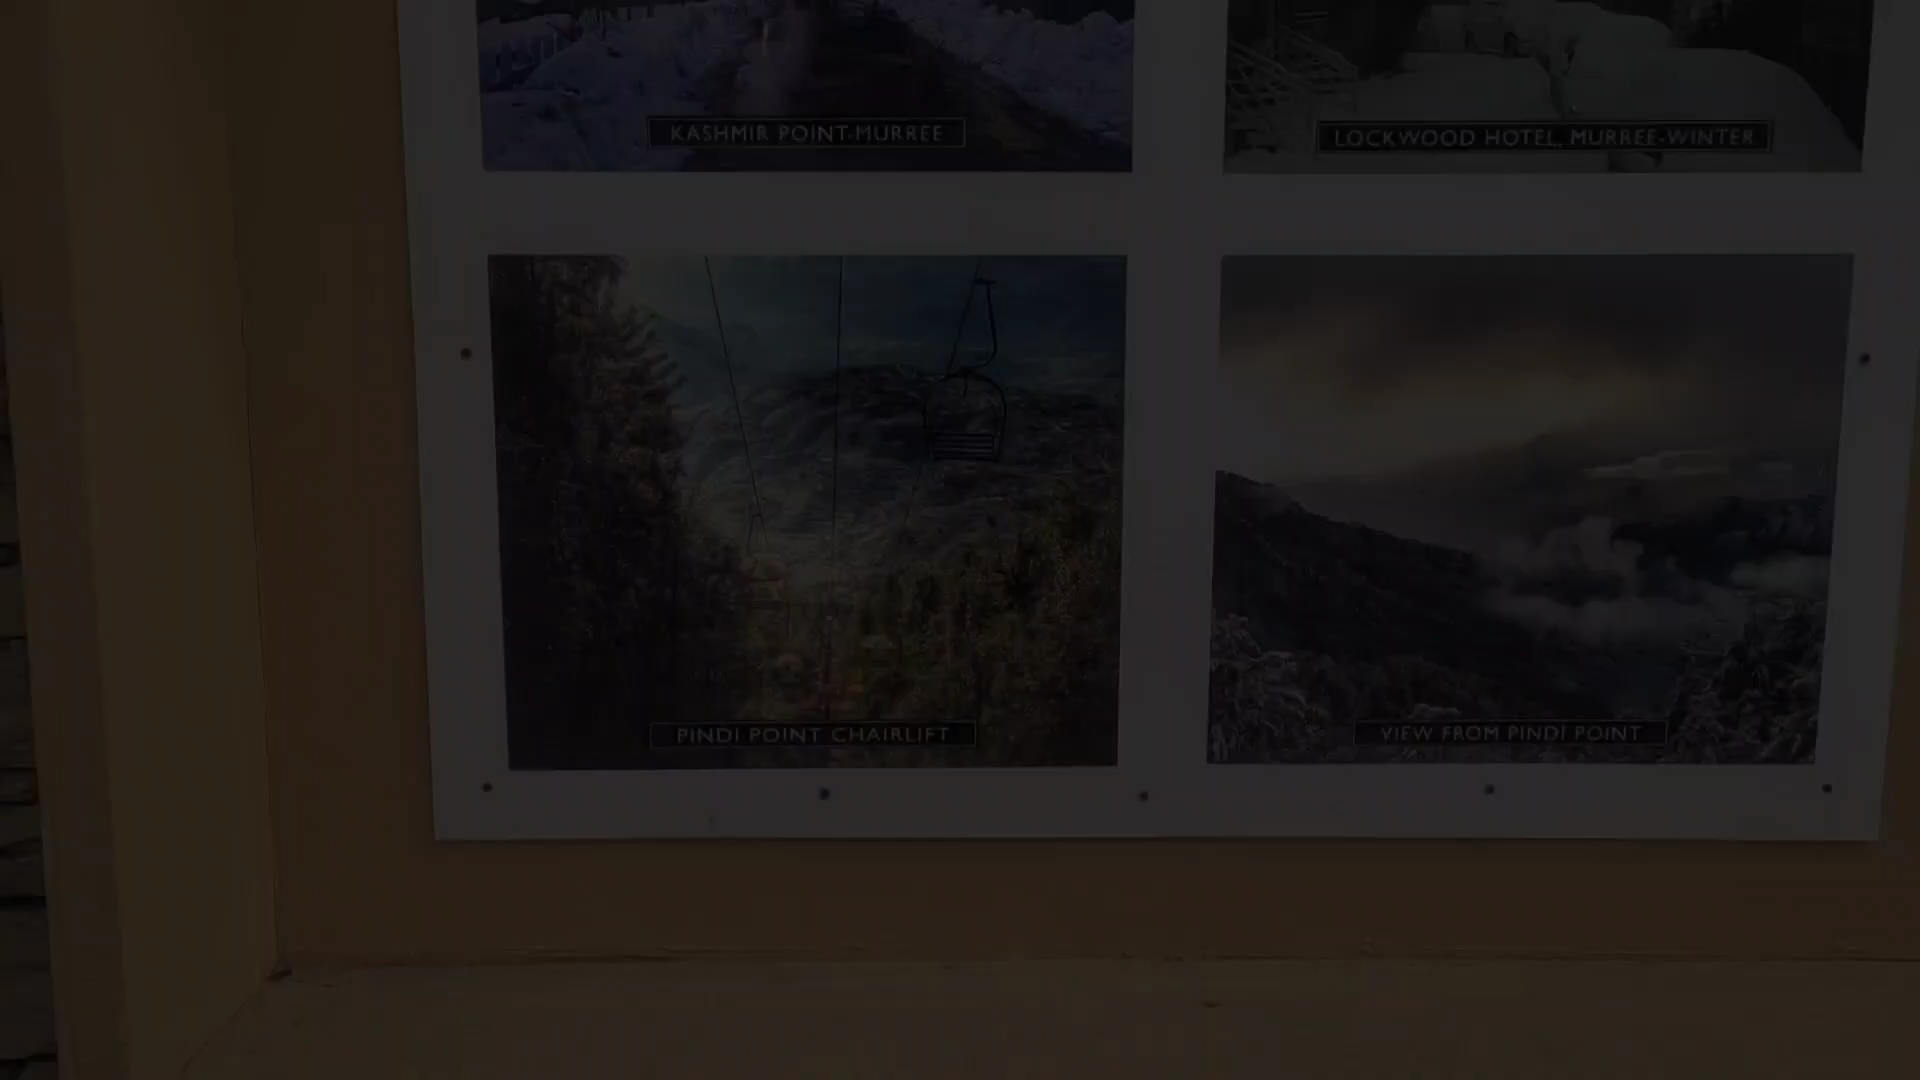 KASHMIR POINT-MURREE
LOCKWOOD HOTEL, MURREE-WINTER
PINDI POINT CHAIRLIFT
VIEW FROM PINDI POINT